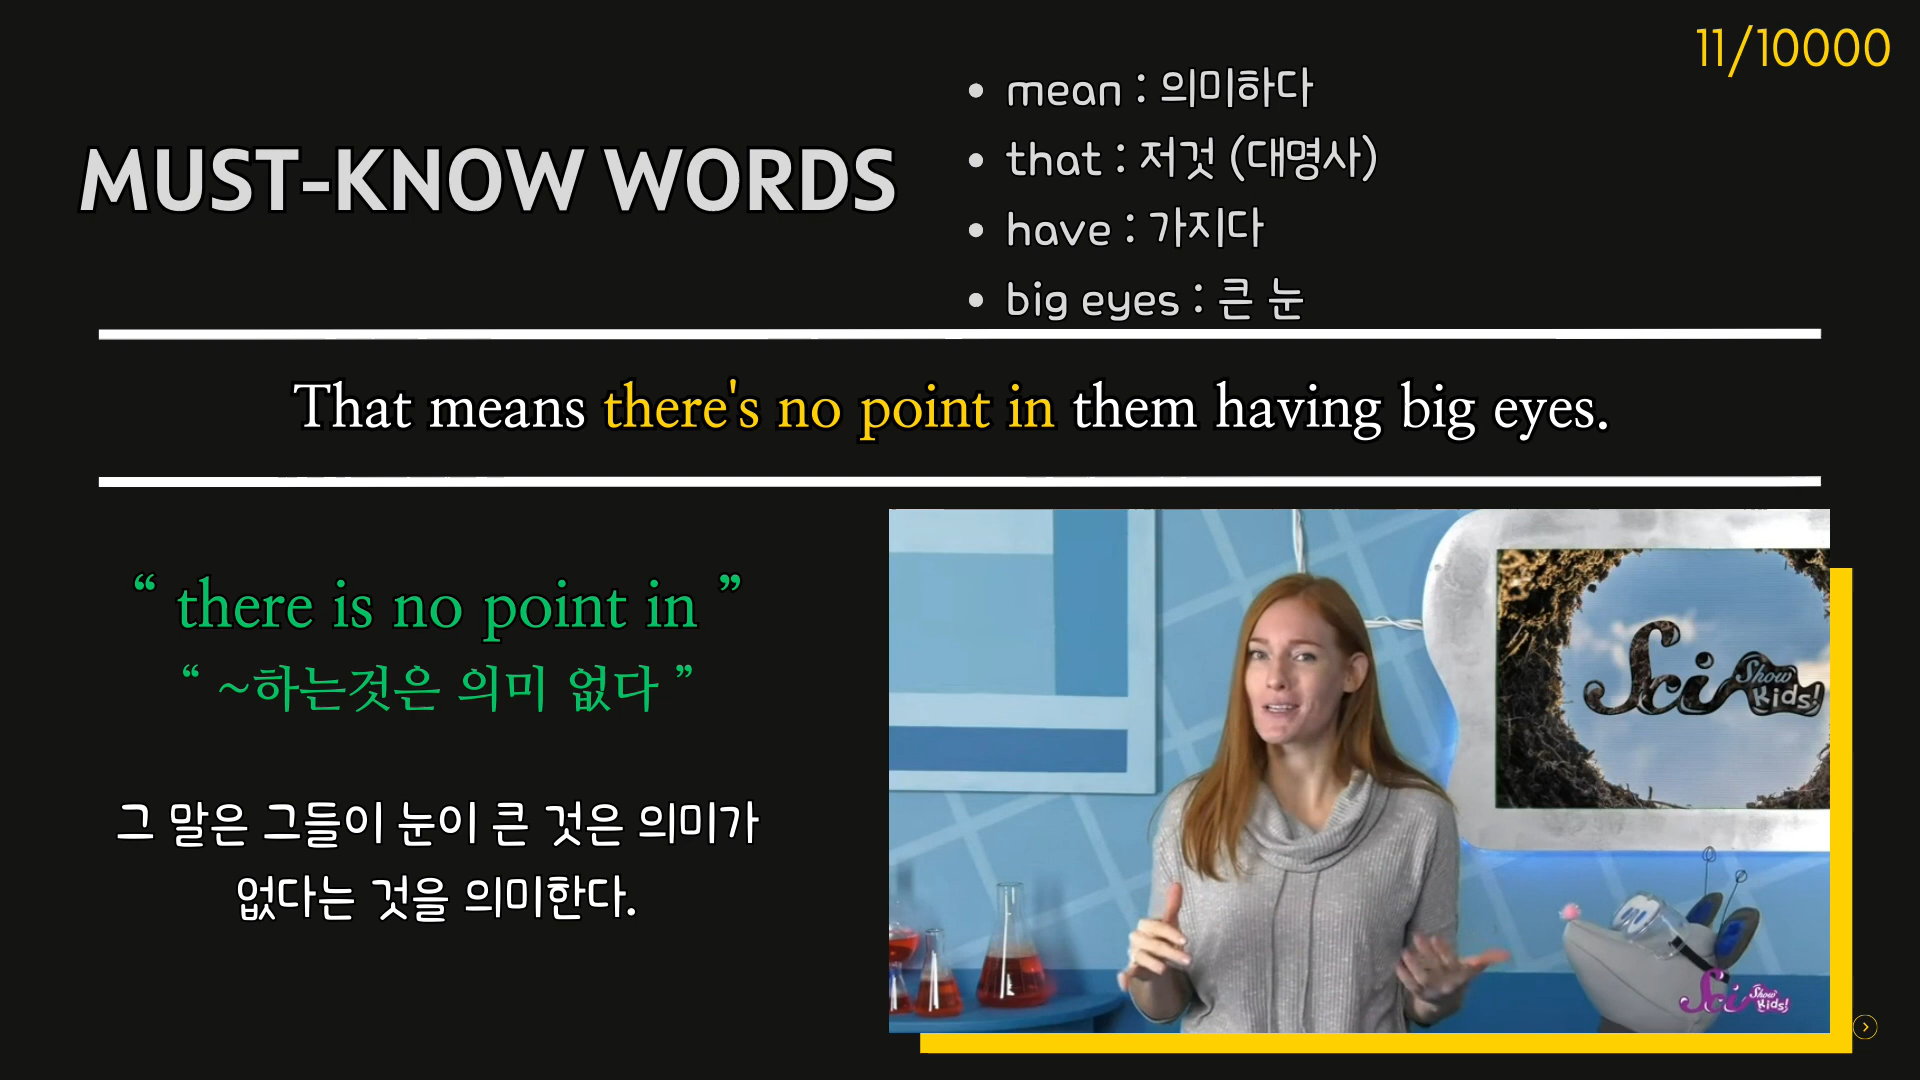 11/10000
MUST-KNOW WORDS
• mean : 의미하다
• that : 저것 (대명사)
• have : 가지다
• big eyes : 큰 눈
That means there's no point in them having big eyes.
“ there is no point in ”
“ ~하는것은 의미 없다 ”
그 말은 그들이 눈이 큰 것은 의미가
없다는 것을 의미한다.
Sci Show Kids!
Sci Show Kids!